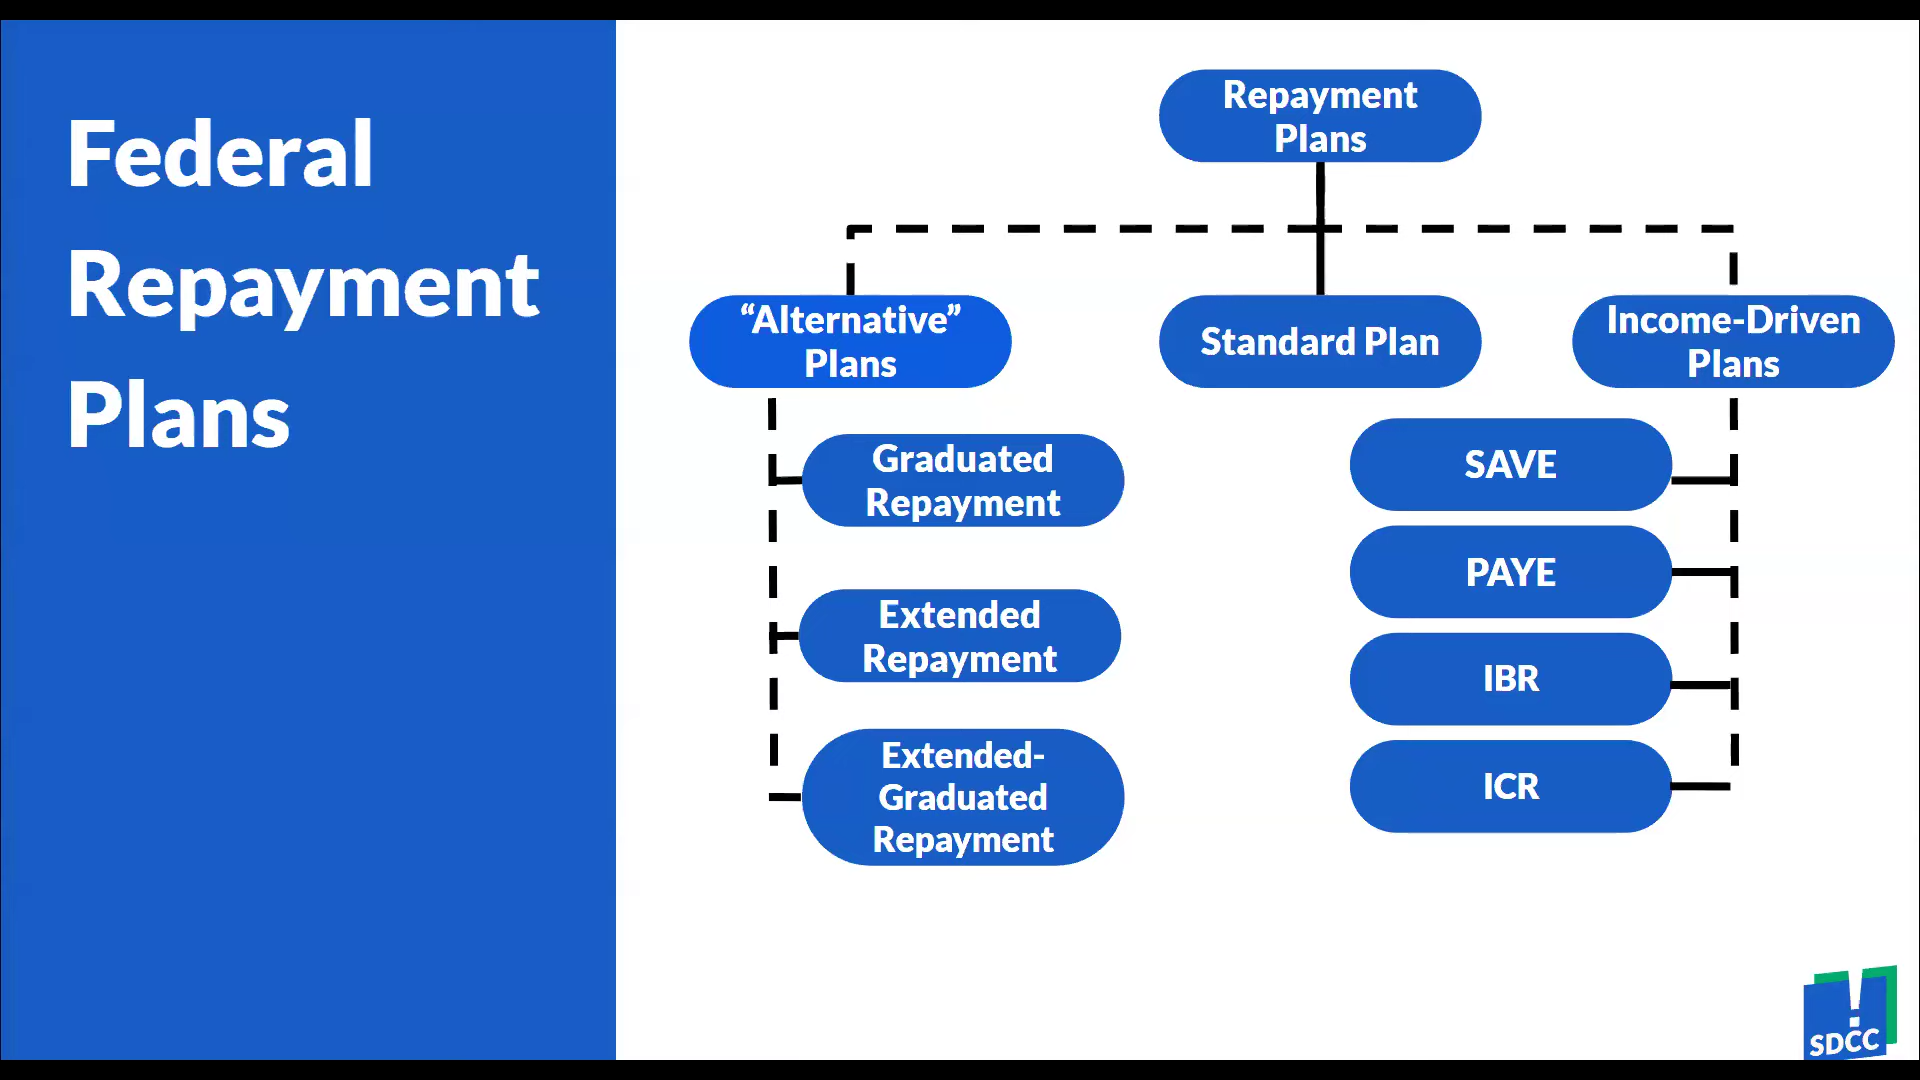 Federal
Repayment
Plans
Repayment
Plans
“Alternative”
Plans
Standard Plan
Income-Driven
Plans
Graduated
Repayment
Extended
Repayment
Extended-
Graduated
Repayment
SAVE
PAYE
IBR
ICR
SDCC